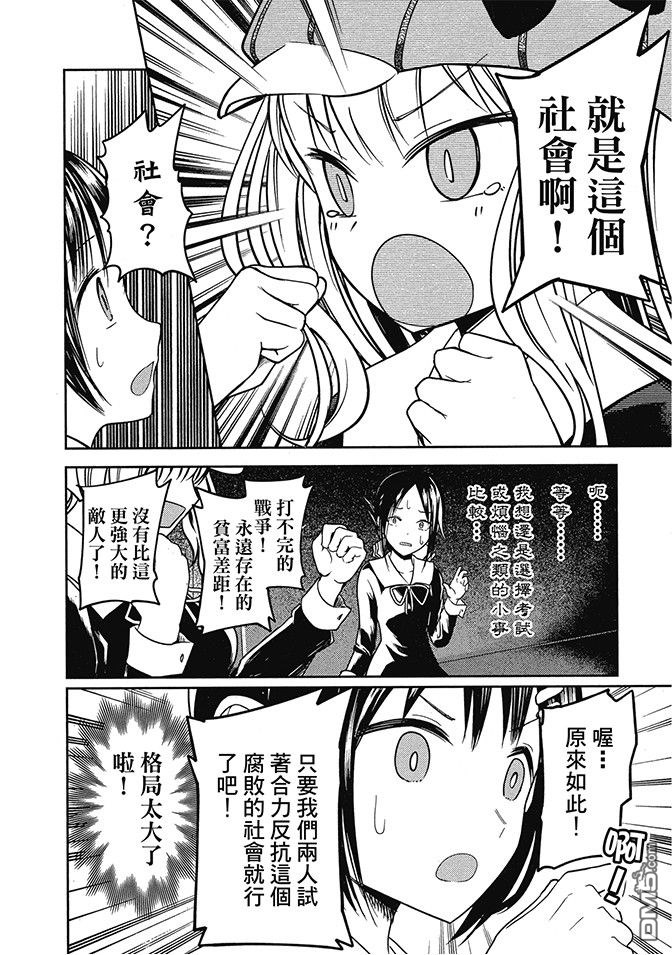 就是這個
社會啊！
社會？
呃……
等等……
我想還是選擇考試
或煩惱之類的小事
比較…
打不完的
戰爭！
永遠存在的
貧富差距！
沒有比這
更強大的
敵人了！
喔…
原來如此！
只要我們兩人試
著合力反抗這個
腐敗的社會就行
了吧！
格局太大了
啦！